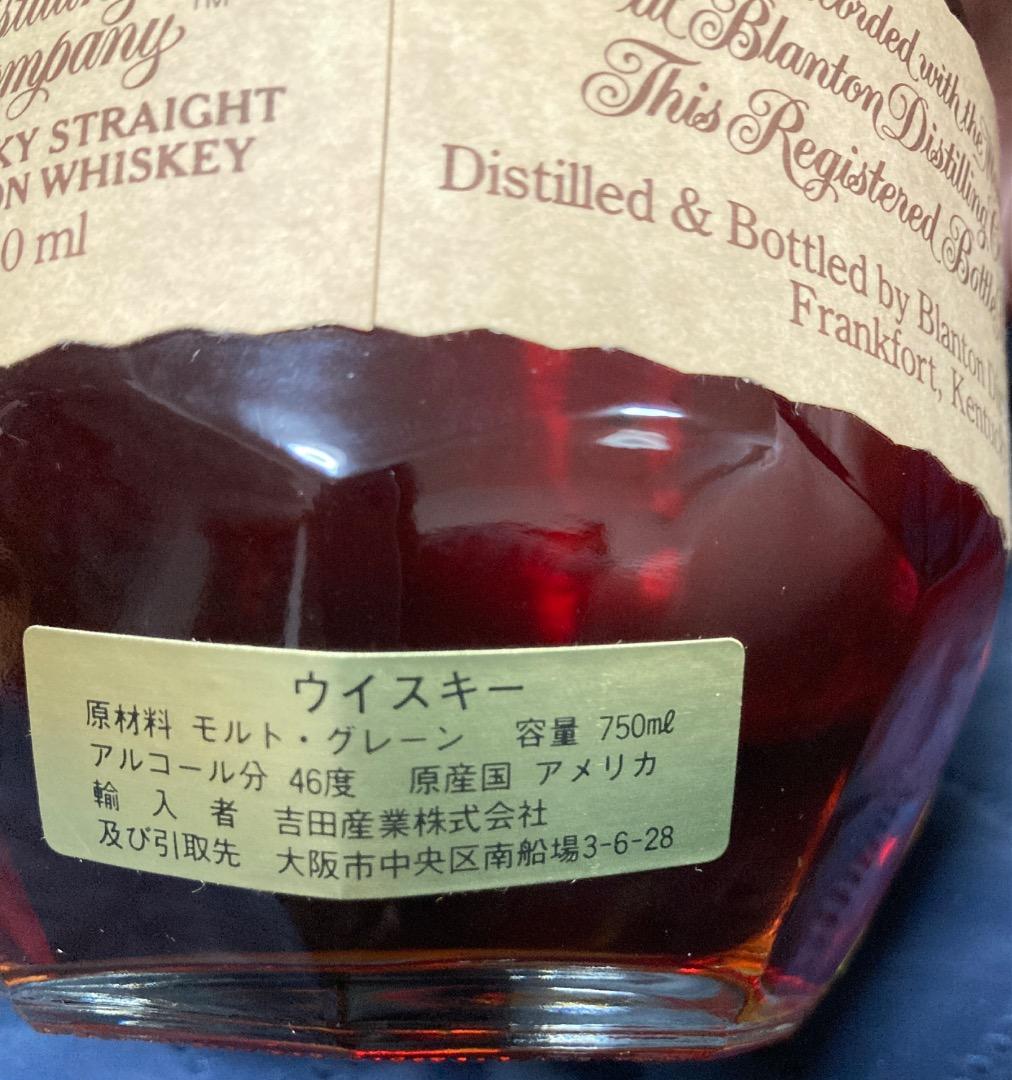 TM
KY STRAIGHT
ON WHISKEY
0 ml
with the
Blanton Distilling
This Registered Bottle
Distilled & Bottled by Blanton
Frankfort,
ウイスキー
原材料 モルト・グレーン 容量 750mℓ
アルコール分 46度 原産国 アメリカ
輸入者 吉田産業株式会社
及び引取先 大阪市中央区南船場3-6-28